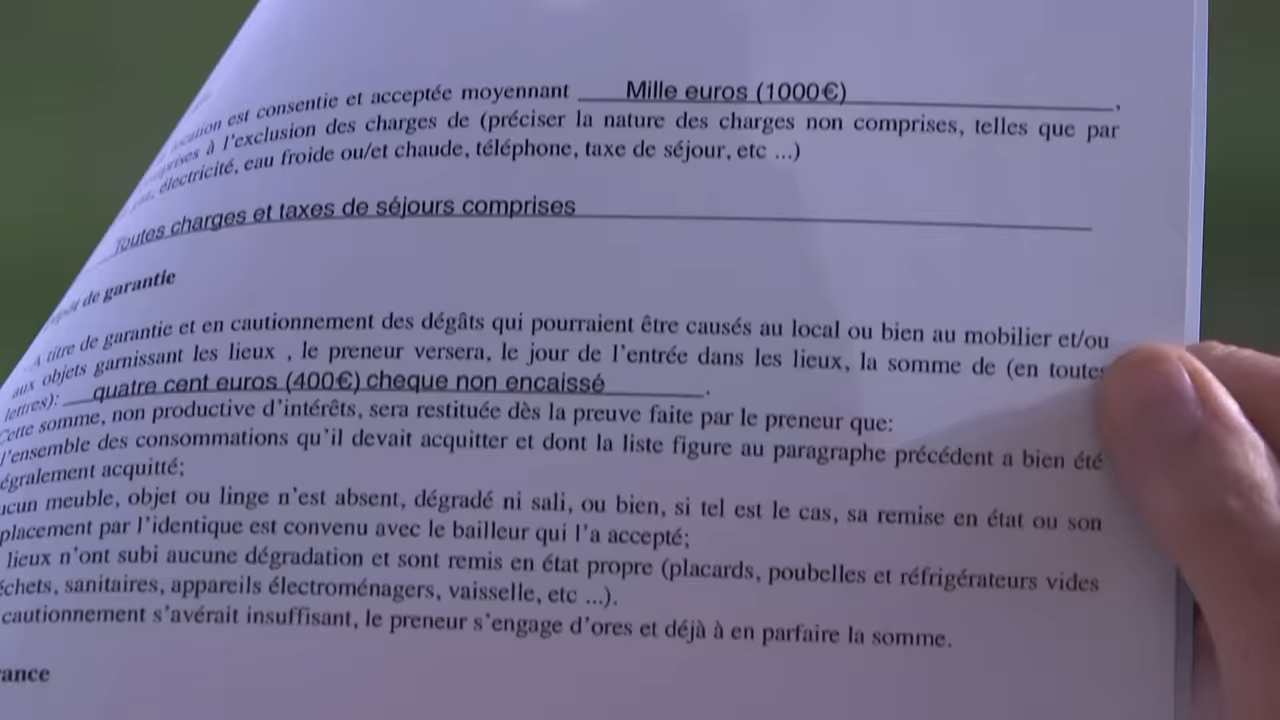 location est consentie et acceptée moyennant Mille euros (1000€).
comprises à l'exclusion des charges de (préciser la nature des charges non comprises, telles que par
électricité, eau froide ou/et chaude, téléphone, taxe de séjour, etc ...)
Toutes charges et taxes de séjours comprises
de garantie
A titre de garantie et en cautionnement des dégâts qui pourraient être causés au local ou bien au mobilier et/ou
aux objets garnissant les lieux , le preneur versera, le jour de l'entrée dans les lieux, la somme de (en toutes
lettres): quatre cent euros (400€) cheque non encaissé.
Cette somme, non productive d'intérêts, sera restituée dès la preuve faite par le preneur que:
l'ensemble des consommations qu'il devait acquitter et dont la liste figure au paragraphe précédent a bien été
égralement acquitté;
ucun meuble, objet ou linge n'est absent, dégradé ni sali, ou bien, si tel est le cas, sa remise en état ou son
placement par l'identique est convenu avec le bailleur qui l'a accepté;
lieux n'ont subi aucune dégradation et sont remis en état propre (placards, poubelles et réfrigérateurs vides
échets, sanitaires, appareils électroménagers, vaisselle, etc ...).
cautionnement s'avérait insuffisant, le preneur s'engage d'ores et déjà à en parfaire la somme.
rance